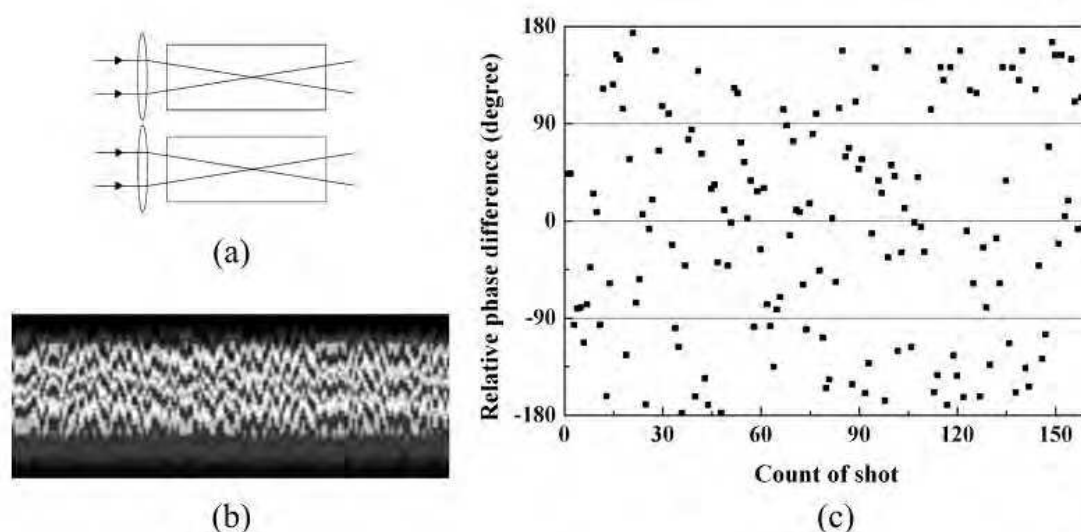 (a)
(b)
180
90
0
-90
-180
Relative phase difference (degree)
0 30 60 90 120 150
Count of shot
(c)